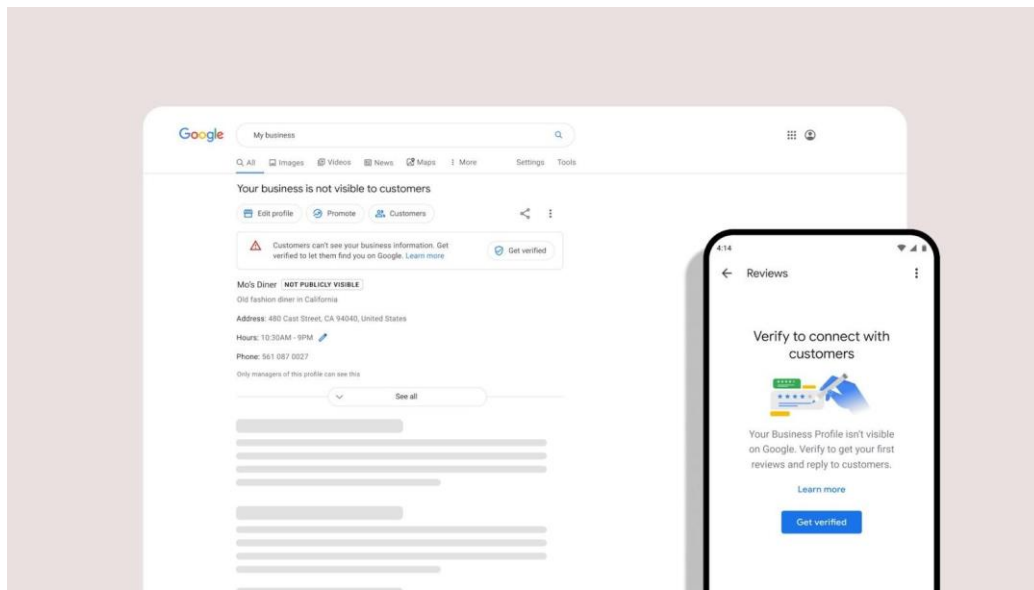 Google
My business
All Images Videos News Maps More Settings Tools
Your business is not visible to customers
Edit profile Promote Customers
Customers can't see your business information. Get
verified to let them find you on Google. Learn more
Get verified
Mo's Diner NOT PUBLICLY VISIBLE
Old fashion diner in California
Address: 480 Cast Street, CA 94040, United States
Hours: 10:30AM - 9PM
Phone: 561 087 0027
Only managers of this profile can see this
See all
4:14
Reviews
Verify to connect with
customers
Your Business Profile isn't visible
on Google. Verify to get your first
reviews and reply to customers.
Learn more
Get verified